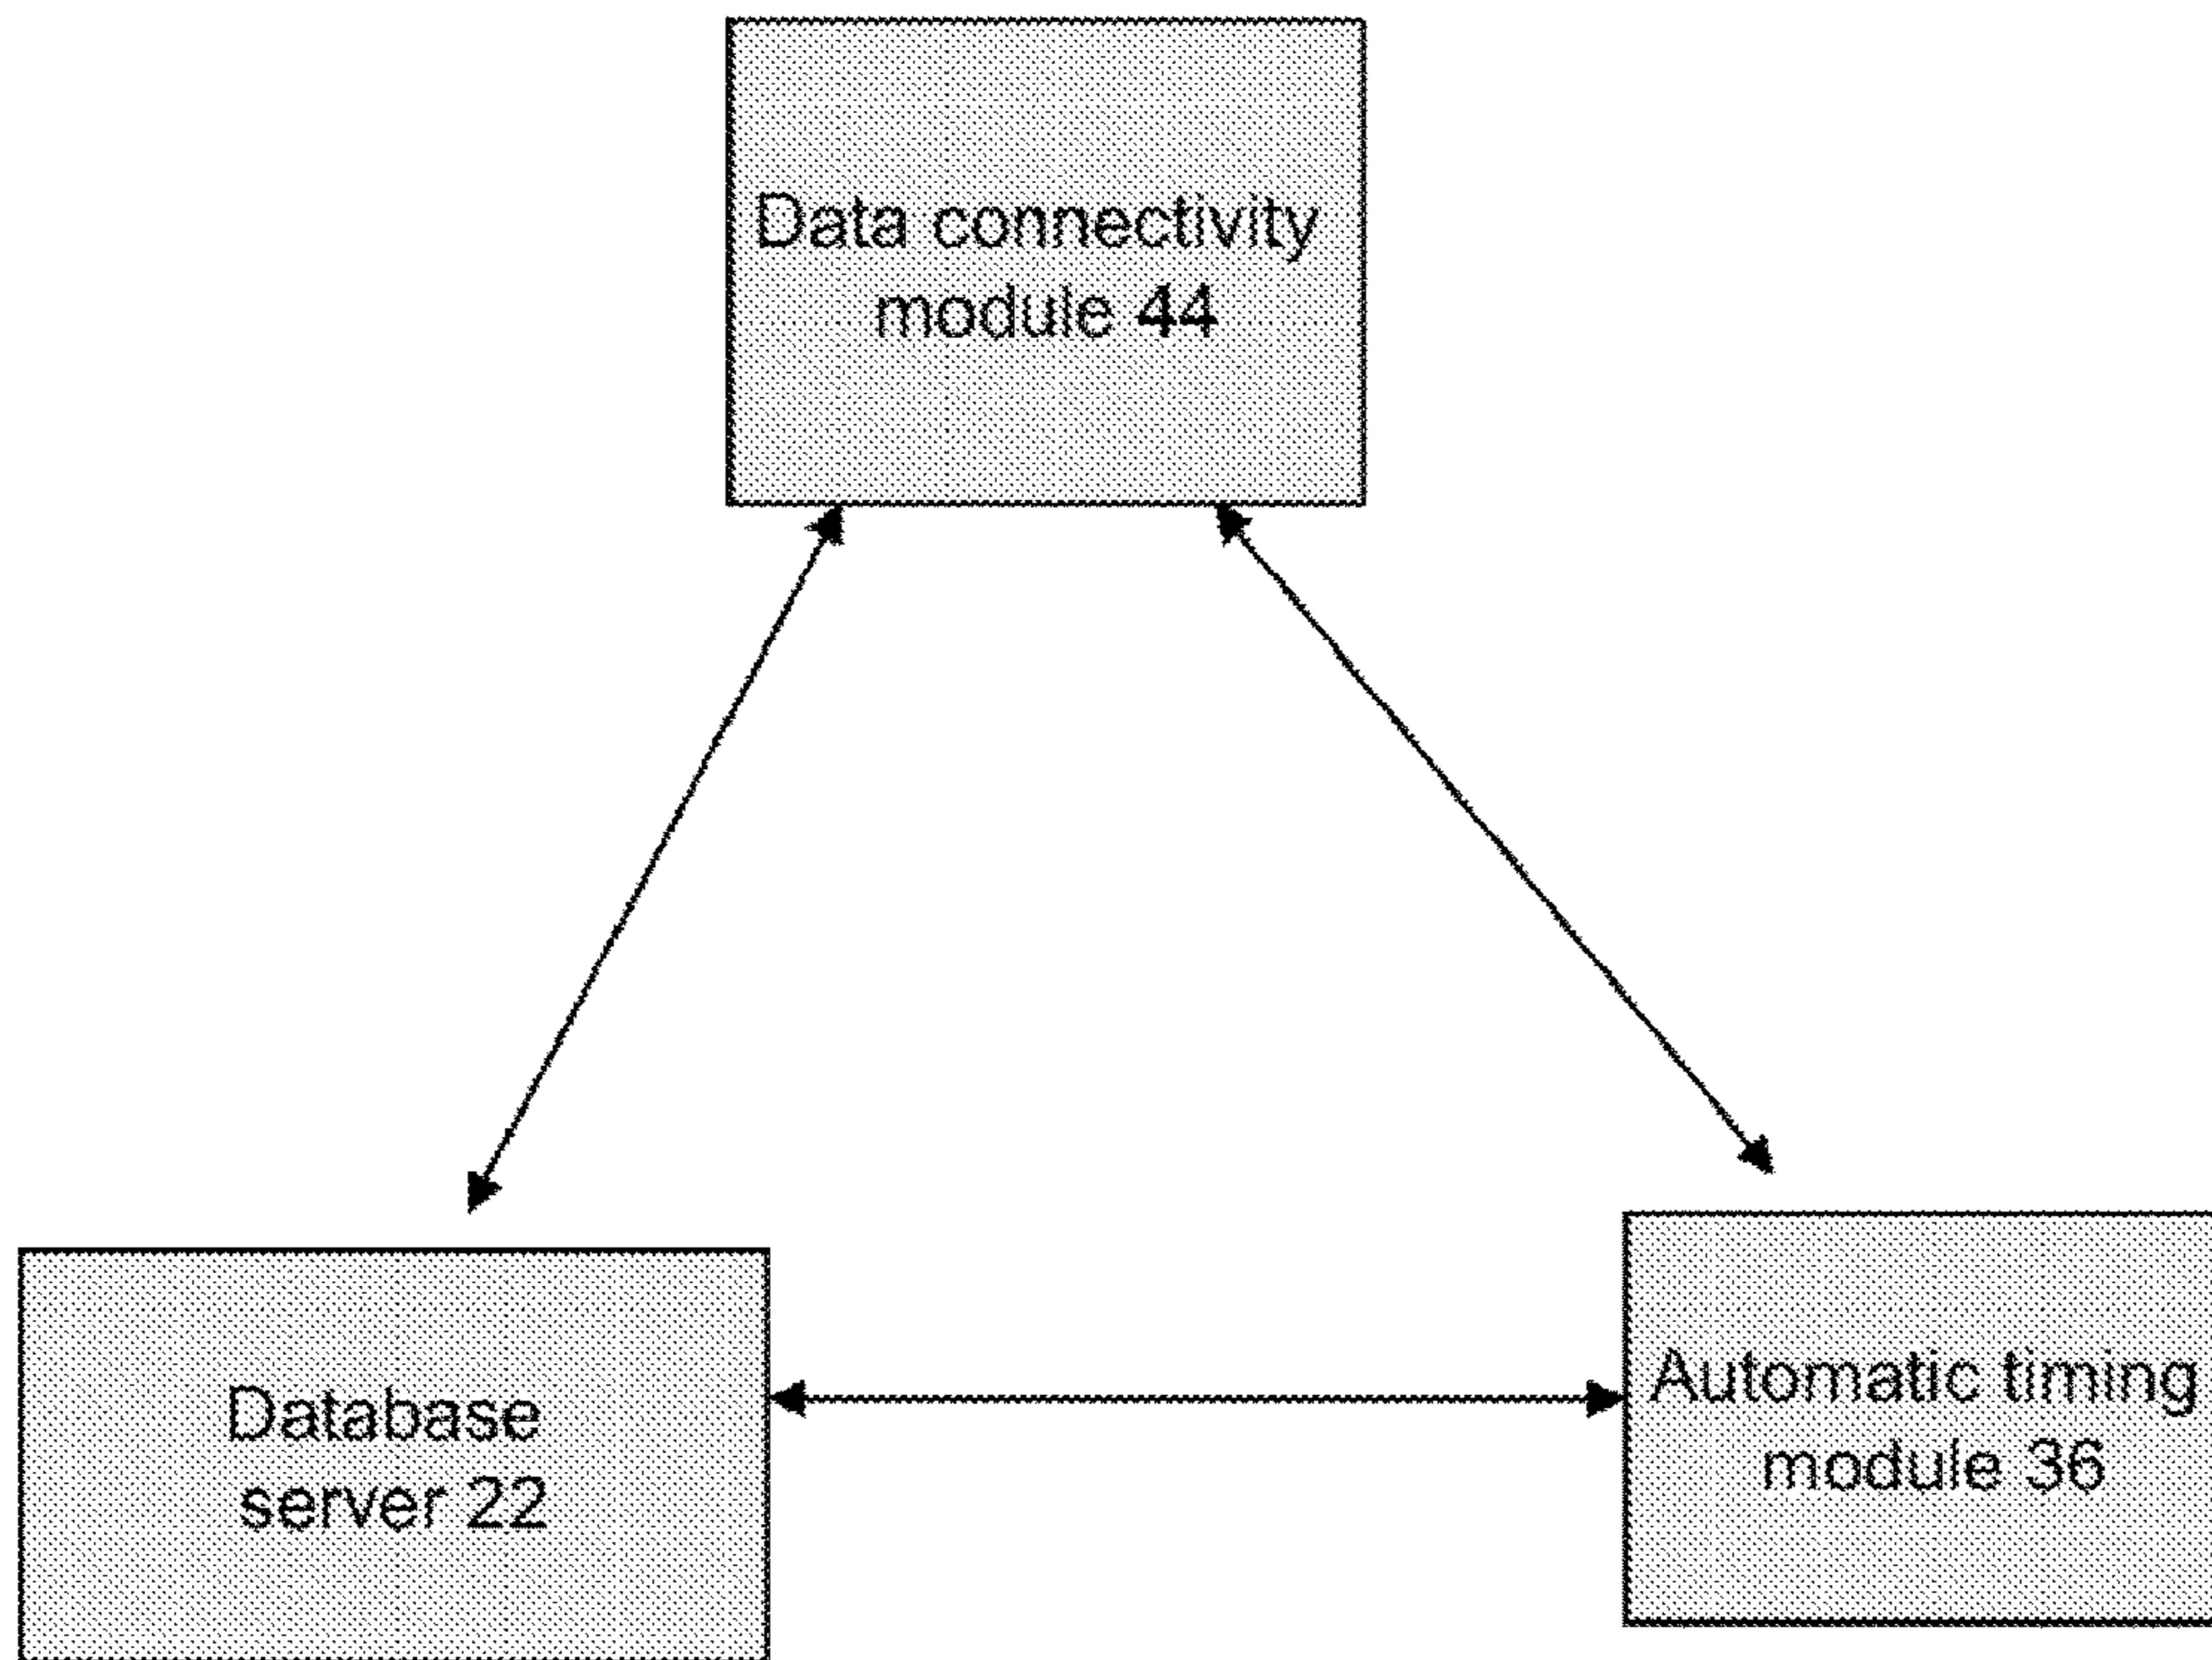 Data connectivity
module 44
Database
server 22
Automatic timing
module 36